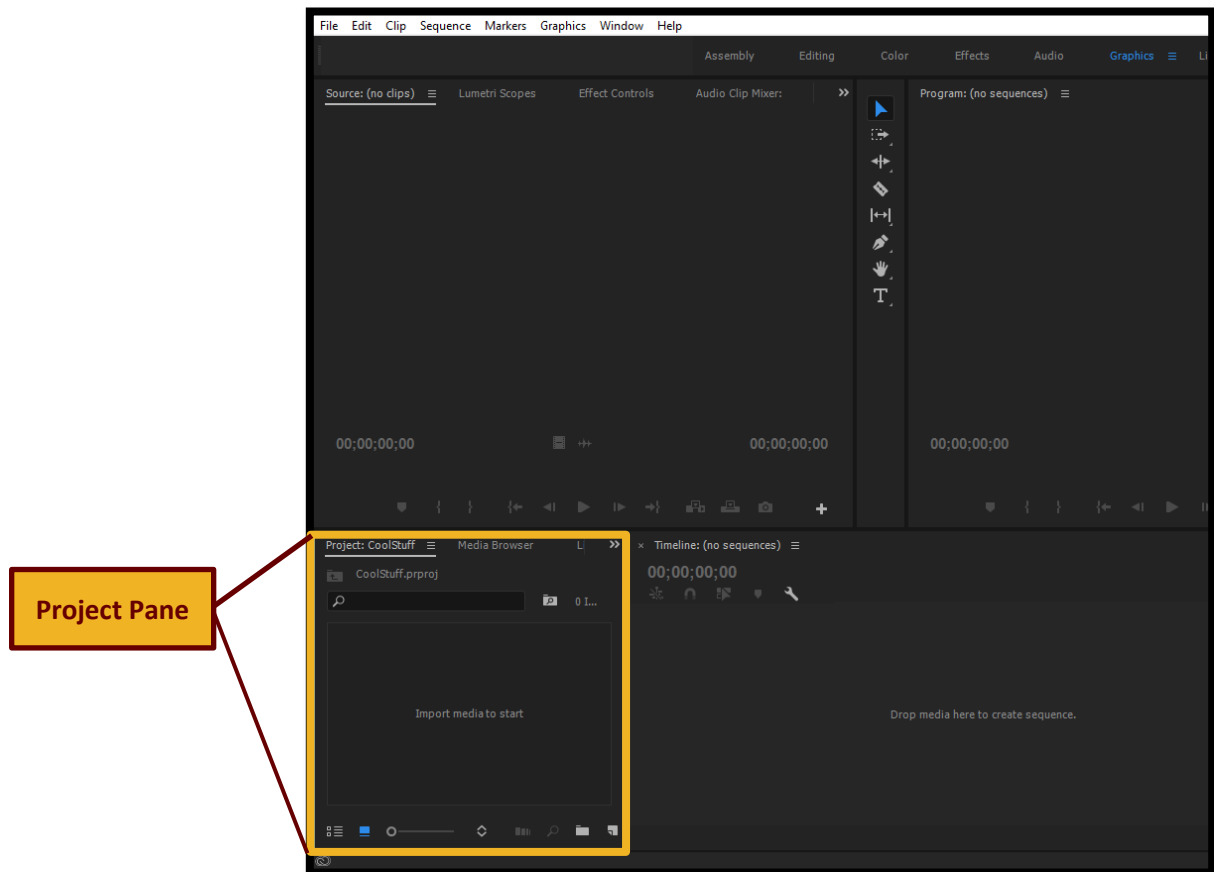 File Edit Clip Sequence Markers Graphics Window Help
Assembly Editing Color Effects Audio Graphics Li
Source: (no clips) Lumetri Scopes Effect Controls Audio Clip Mixer:
Program: (no sequences)
T
00;00;00;00 00;00;00;00
00;00;00;00
Project: CoolStuff Media Browser L
× Timeline: (no sequences)
CoolStuff.prproj
00;00;00;00
0 I...
Project Pane
Import media to start
Drop media here to create sequence.